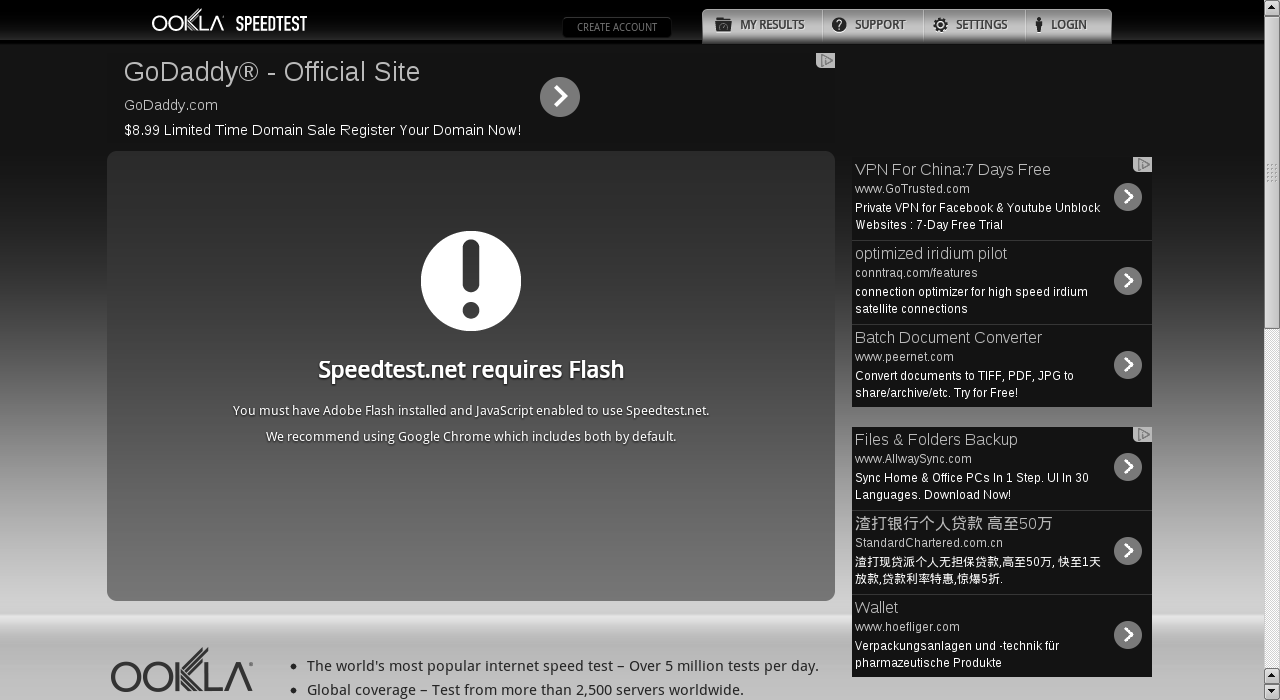 OOKLA SPEEDTEST
CREATE ACCOUNT
MY RESULTS
SUPPORT
SETTINGS
LOGIN
GoDaddy® - Official Site
GoDaddy.com
$8.99 Limited Time Domain Sale Register Your Domain Now!
Speedtest.net requires Flash
You must have Adobe Flash installed and JavaScript enabled to use Speedtest.net.
We recommend using Google Chrome which includes both by default.
VPN For China:7 Days Free
www.GoTrusted.com
Private VPN for Facebook & Youtube Unblock
Websites : 7-Day Free Trial
optimized iridium pilot
conntraq.com/features
connection optimizer for high speed irdium
satellite connections
Batch Document Converter
www.peernet.com
Convert documents to TIFF, PDF, JPG to
share/archive/etc. Try for Free!
Files & Folders Backup
www.AllwaySync.com
Sync Home & Office PCs In 1 Step. UI In 30
Languages. Download Now!
渣打银行个人贷款 高至50万
StandardChartered.com.cn
渣打现贷派个人无担保贷款,高至50万, 快至1天
放款,贷款利率特惠,惊爆5折.
Wallet
www.hoefliger.com
Verpackungsanlagen und -technik für
pharmazeutische Produkte
OOKLA
• The world's most popular internet speed test – Over 5 million tests per day.
• Global coverage – Test from more than 2,500 servers worldwide.